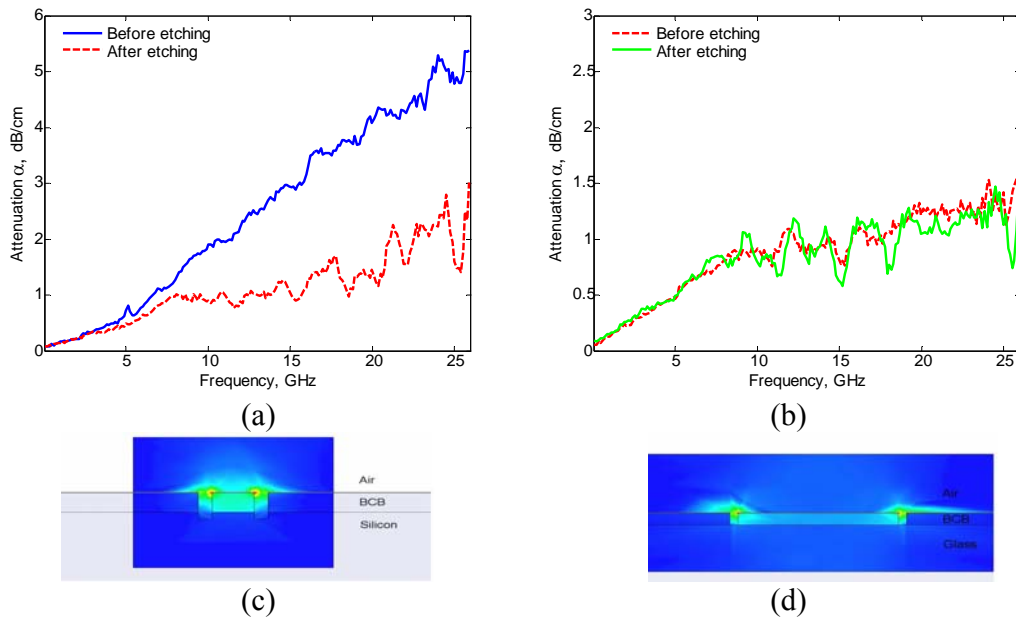 6
5
4
3
2
1
0
Before etching
After etching
Attenuation α, dB/cm
5 10 15 20 25
Frequency, GHz
(a)
3
2.5
2
1.5
1
0.5
0
Before etching
After etching
Attenuation α, dB/cm
5 10 15 20 25
Frequency, GHz
(b)
Air
BCB
Silicon
(c)
Air
BCB
Glass
(d)